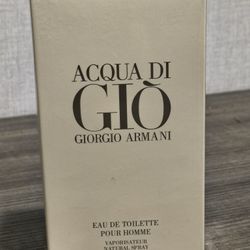 ACQUA DI
GIÒ
GIORGIO ARMANI
EAU DE TOILETTE
POUR HOMME
VAPORISATEUR
NATURAL SPRAY